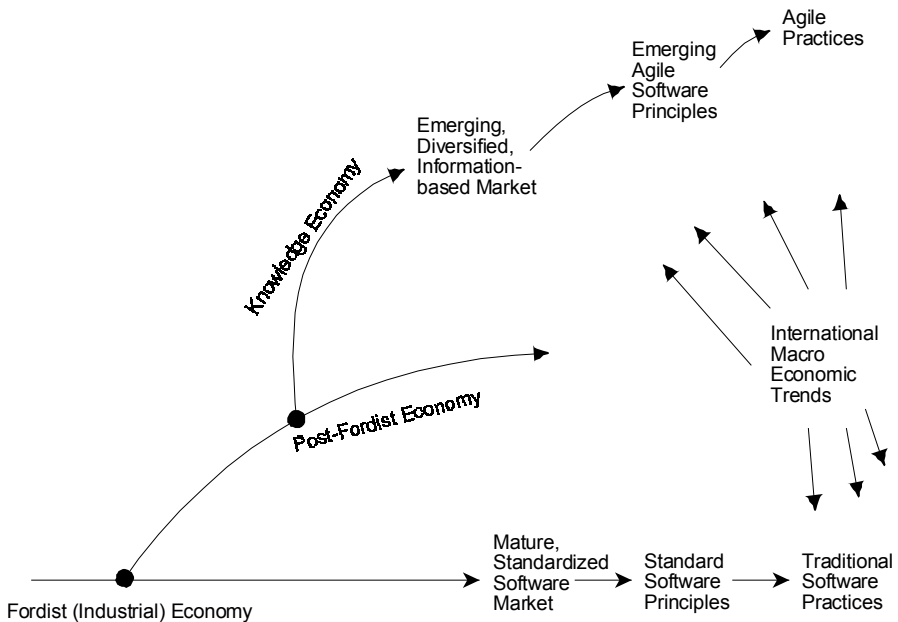 Agile
Practices
Emerging
Agile
Software
Principles
Emerging,
Diversified,
Information-
based Market
Knowledge Economy
International
Macro
Economic
Trends
Post-Fordist Economy
Mature,
Standardized
Software
Market
Standard
Software
Principles
Traditional
Software
Practices
Fordist (Industrial) Economy